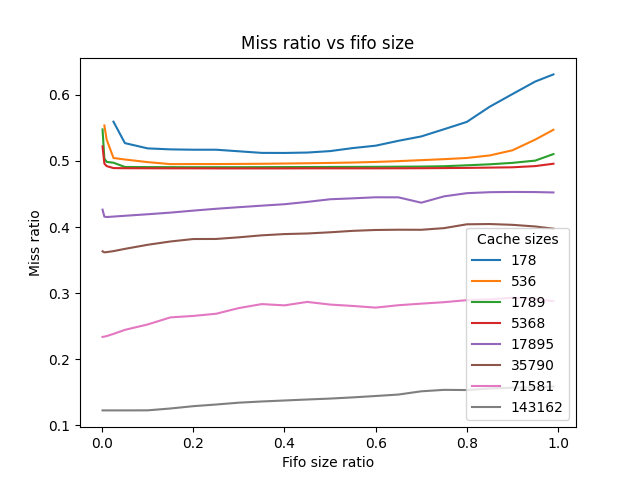 Miss ratio vs fifo size
Miss ratio
0.6
0.5
0.4
0.3
0.2
0.1
Cache sizes
178
536
1789
5368
17895
35790
71581
143162
0.0 0.2 0.4 0.6 0.8 1.0
Fifo size ratio